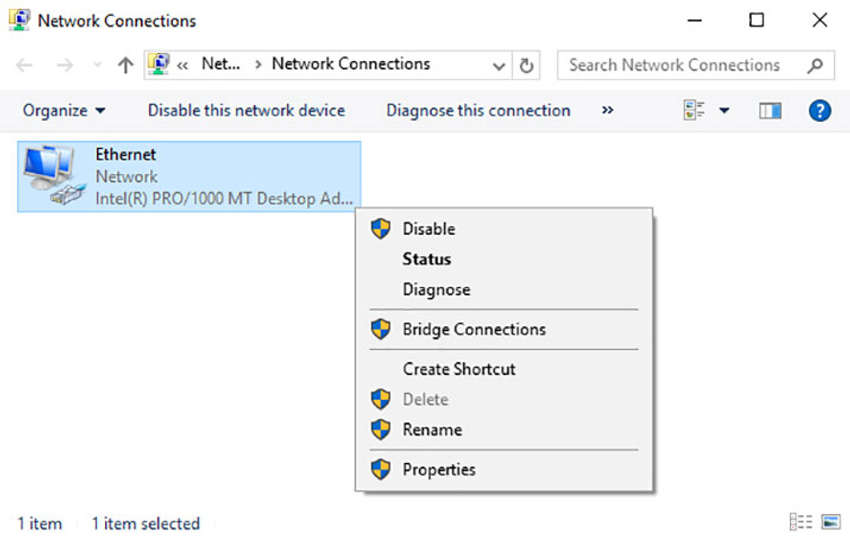 Network Connections
« Net... > Network Connections
Search Network Connections
Organize Disable this network device Diagnose this connection »
Ethernet
Network
Intel(R) PRO/1000 MT Desktop Ad...
Disable
Status
Diagnose
Bridge Connections
Create Shortcut
Delete
Rename
Properties
1 item 1 item selected